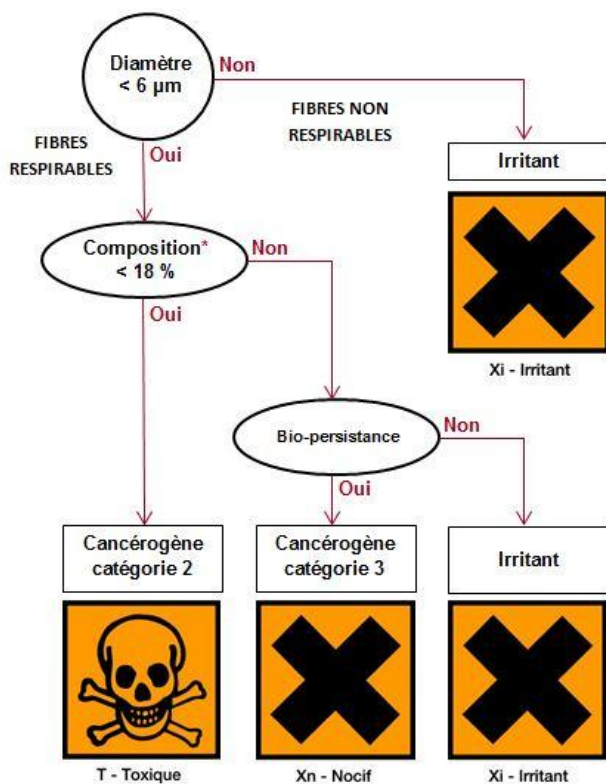 Diamètre
< 6 µm
Non
FIBRES NON
RESPIRABLES
FIBRES
RESPIRABLES
Oui
Irritant
Xi - Irritant
Composition*
< 18 %
Non
Oui
Bio-persistance
Non
Oui
Cancérogène
catégorie 2
Cancérogène
catégorie 3
Irritant
T - Toxique
Xn - Nocif
Xi - Irritant